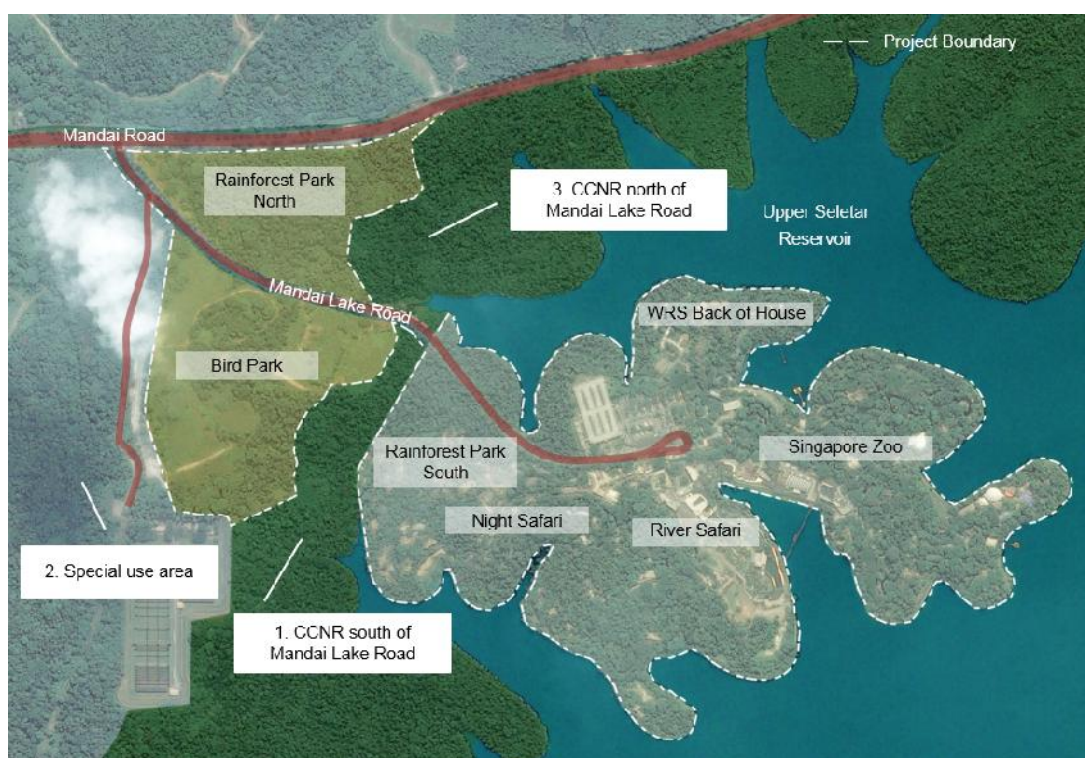 Project Boundary
Mandai Road
Rainforest Park
North
3. CCNR north of
Mandai Lake Road
Upper Seletar
Reservoir
Mandai Lake Road
WRS Back of House
Bird Park
Rainforest Park
South
Singapore Zoo
Night Safari
River Safari
2. Special use area
1. CCNR south of
Mandai Lake Road